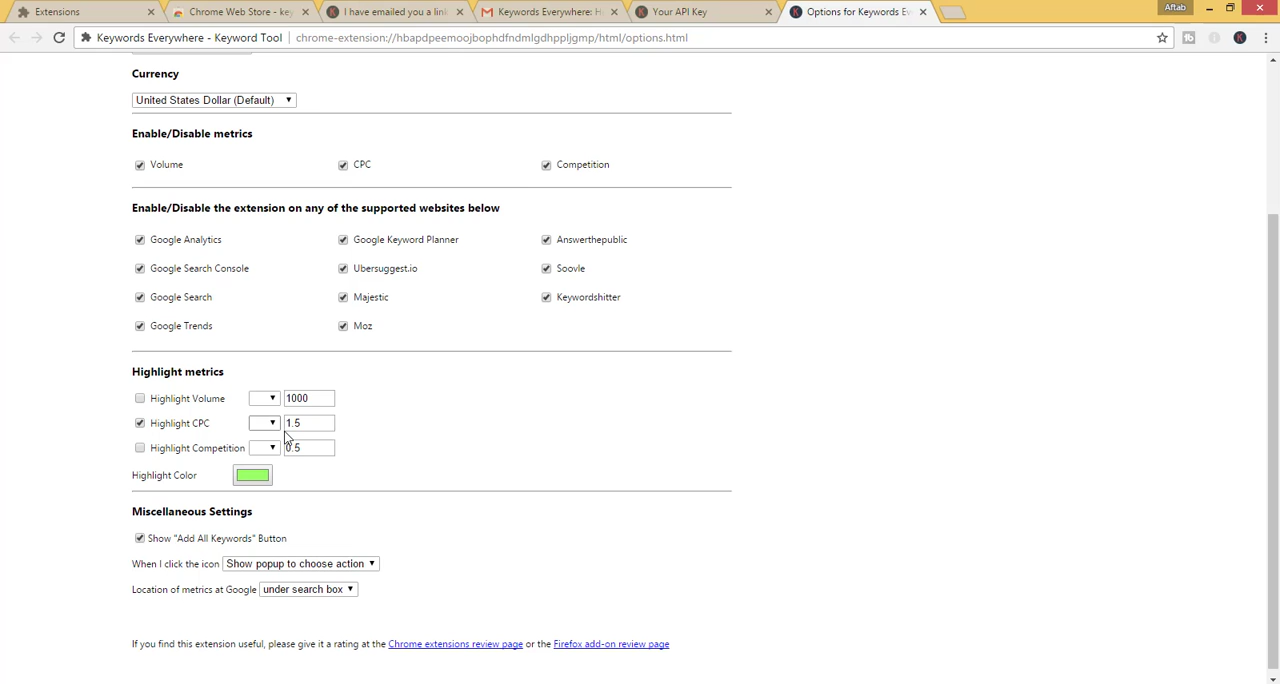 Extensions
Chrome Web Store - key
I have emailed you a lin
Keywords Everywhere: H
Your API Key
Options for Keywords Ev
Aftab
Keywords Everywhere - Keyword Tool
chrome-extension://hbapdpeemoojbophdfndmlgdhppljgmp/html/options.html
Currency
United States Dollar (Default)
Enable/Disable metrics
Volume CPC Competition
Enable/Disable the extension on any of the supported websites below
Google Analytics Google Keyword Planner Answerthepublic
Google Search Console Ubersuggest.io Soovle
Google Search Majestic Keywordshitter
Google Trends Moz
Highlight metrics
Highlight Volume 1000
Highlight CPC 1.5
Highlight Competition 0.5
Highlight Color
Miscellaneous Settings
Show "Add All Keywords" Button
When I click the icon Show popup to choose action
Location of metrics at Google under search box
If you find this extension useful, please give it a rating at the Chrome extensions review page or the Firefox add-on review page